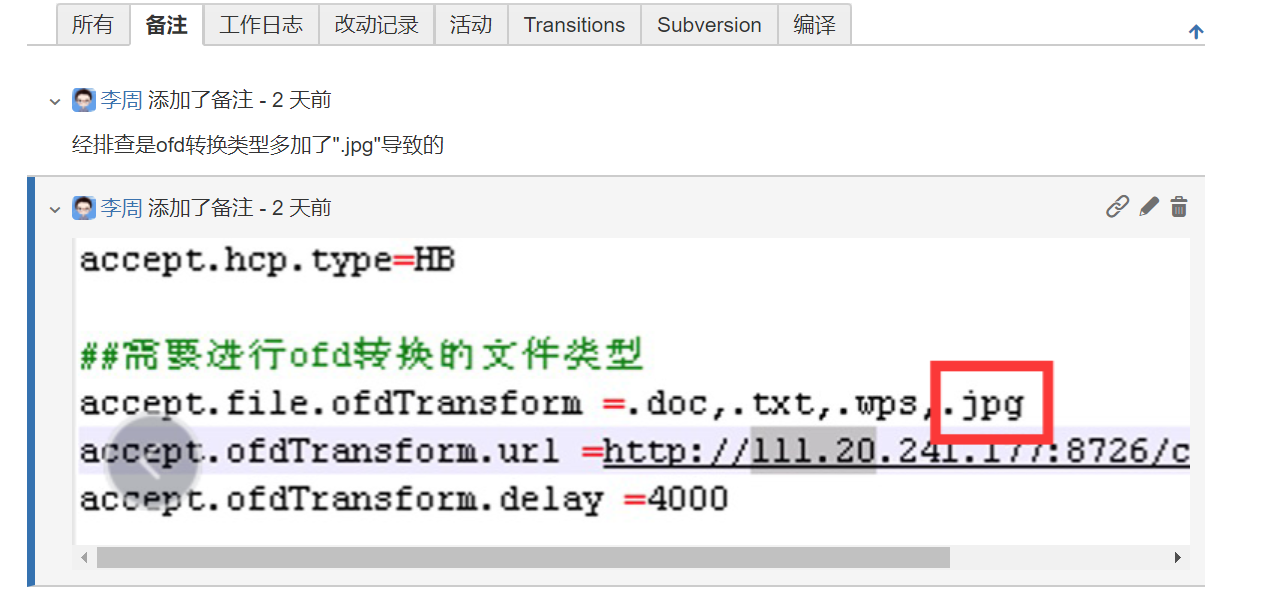 所有 备注 工作日志 改动记录 活动 Transitions Subversion 编译
李周 添加了备注 - 2 天前
经排查是ofd转换类型多加了".jpg"导致的
李周 添加了备注 - 2 天前
accept.hcp.type=HB
##需要进行ofd转换的文件类型
accept.file.ofdTransform =.doc,.txt,.wps,.jpg
accept.ofdTransform.url =http://111.20.241.177:8726/c
accept.ofdTransform.delay =4000